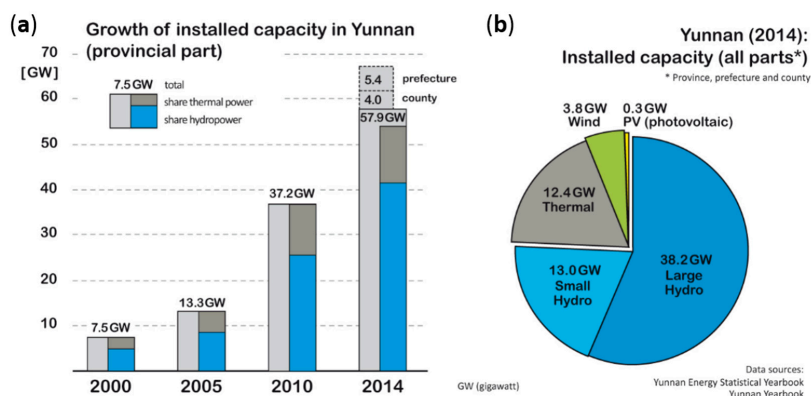 (a)
Growth of installed capacity in Yunnan
(provincial part)
70
[GW]
60
50
40
30
20
10
7.5 GW total
share thermal power
share hydropower
7.5 GW
13.3 GW
37.2 GW
5.4 prefecture
4.0 county
57.9 GW
2000 2005 2010 2014
(b)
Yunnan (2014):
Installed capacity (all parts*)
* Province, prefecture and county
3.8 GW
Wind
0.3 GW
PV (photovoltaic)
12.4 GW
Thermal
13.0 GW
Small
Hydro
38.2 GW
Large
Hydro
GW (gigawatt)
Data sources:
Yunnan Energy Statistical Yearbook
Yunnan Yearbook